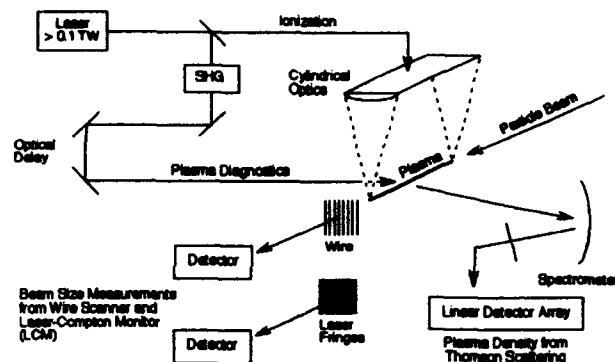 Laser
> 0.1 TW
Ionization
SHG
Cylindrical
Optics
Particle Beam
Optical
Delay
Plasma
Plasma Diagnostics
Wire
Detector
Spectrometer
Beam Size Measurements
from Wire Scanner and
Laser-Compton Monitor
(LCM)
Laser
Fringes
Detector
Linear Detector Array
Plasma Density from
Thomson Scattering